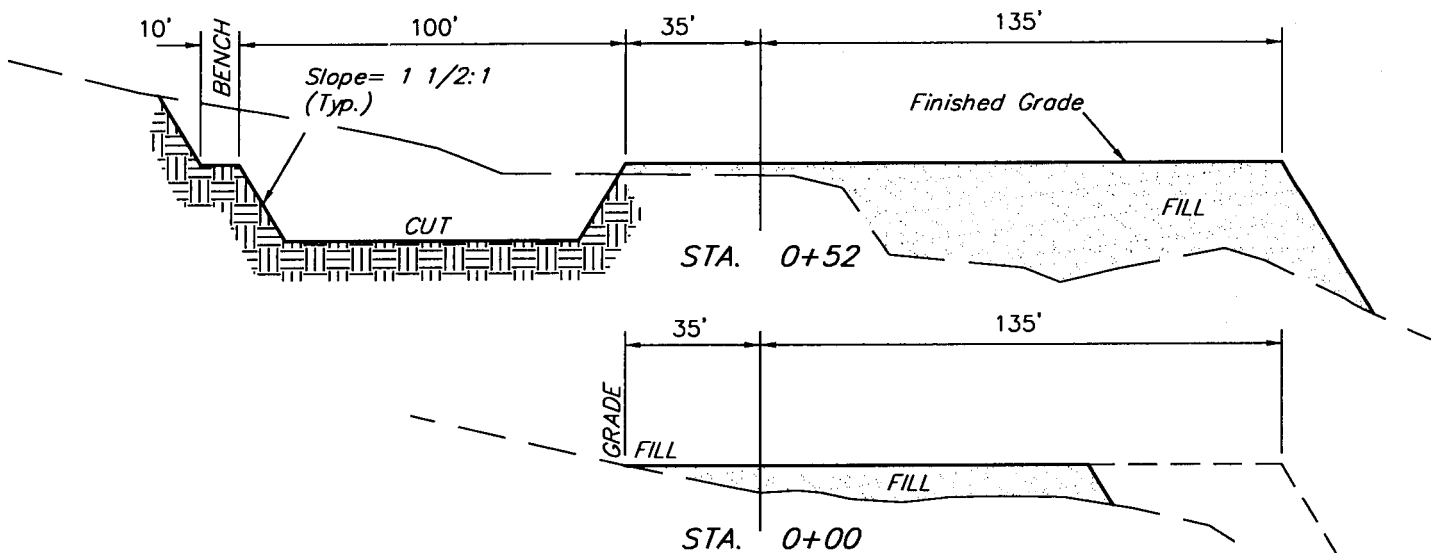 10'
BENCH
100'
35'
135'
Slope= 1 1/2:1
(Typ.)
Finished Grade
CUT
FILL
STA. 0+52
35'
135'
GRADE
FILL
FILL
STA. 0+00